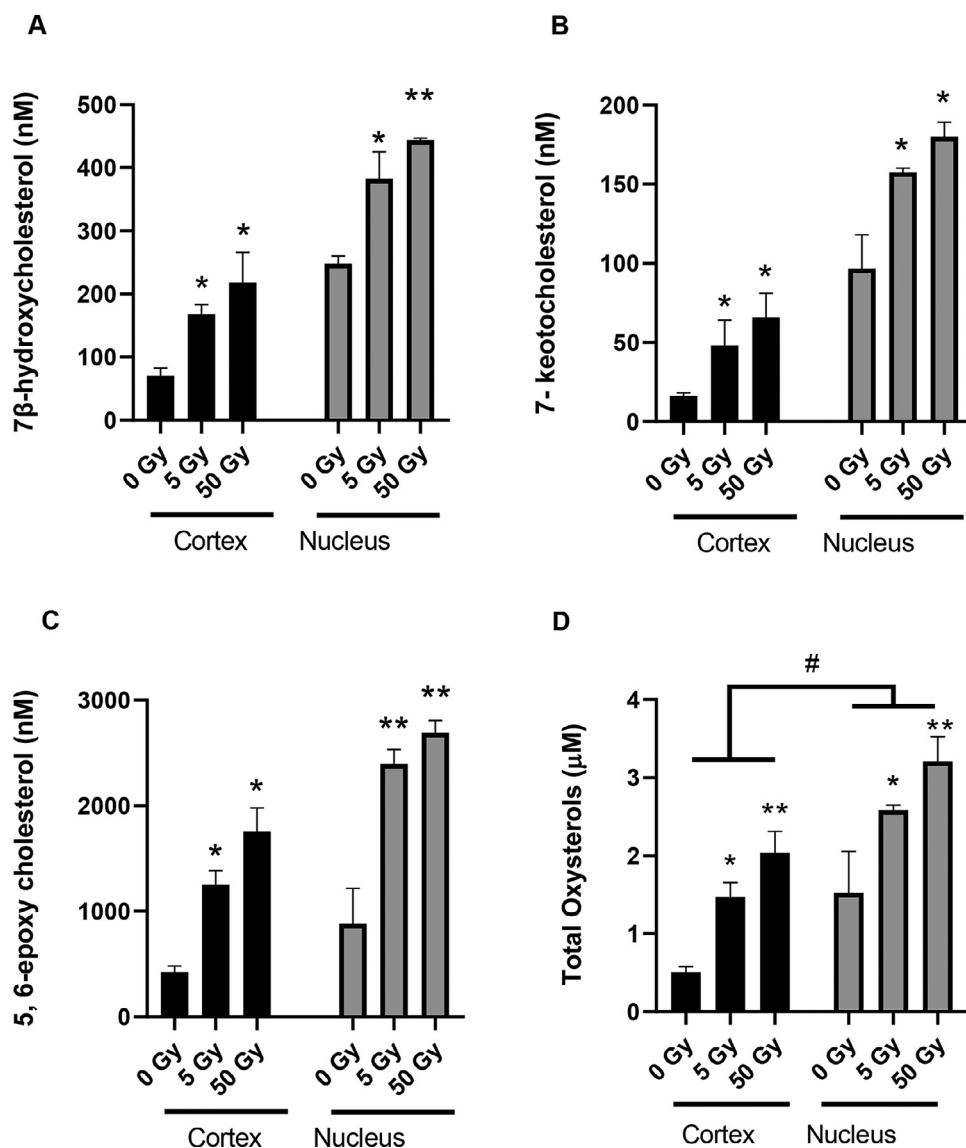 A
7β-hydroxycholesterol (nM)
500
400
300
200
100
0
* * * **
0 Gy 5 Gy 50 Gy 0 Gy 5 Gy 50 Gy
Cortex Nucleus
B
7- keotocholesterol (nM)
200
150
100
50
0
* * * *
0 Gy 5 Gy 50 Gy 0 Gy 5 Gy 50 Gy
Cortex Nucleus
C
5, 6-epoxy cholesterol (nM)
3000
2000
1000
0
* * ** **
0 Gy 5 Gy 50 Gy 0 Gy 5 Gy 50 Gy
Cortex Nucleus
D
Total Oxysterols (μM)
4
3
2
1
0
#
* ** * **
0 Gy 5 Gy 50 Gy 0 Gy 5 Gy 50 Gy
Cortex Nucleus